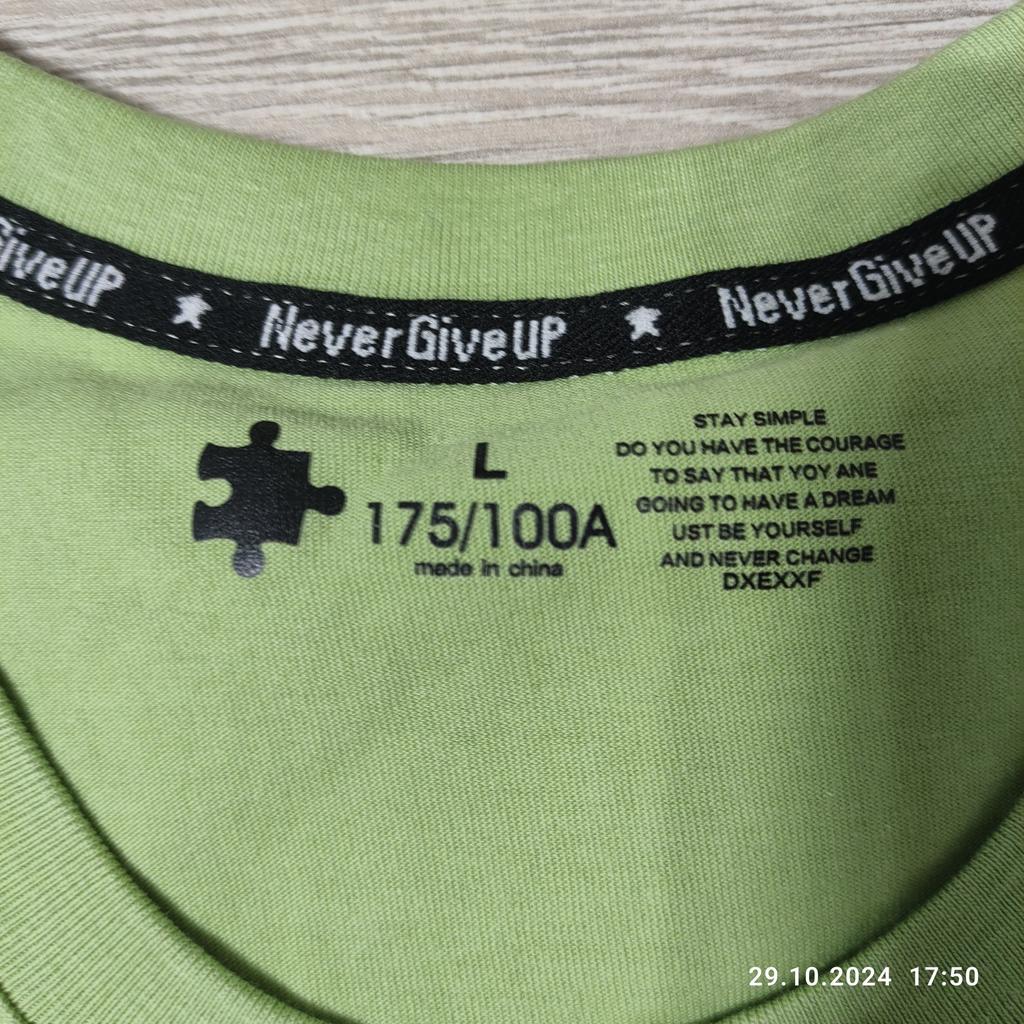 GiveUP ★ NeverGiveUP ★ NeverGiveUP
L
175/100A
made in china
STAY SIMPLE
DO YOU HAVE THE COURAGE
TO SAY THAT YOY ANE
GOING TO HAVE A DREAM
UST BE YOURSELF
AND NEVER CHANGE
DXEXXF
29.10.2024 17:50